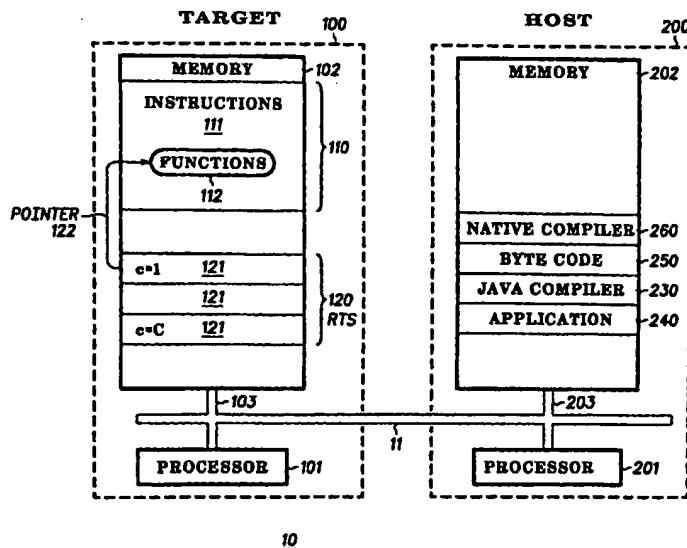 TARGET
100
MEMORY
102
INSTRUCTIONS
111
FUNCTIONS
112
110
POINTER
122
c=1 121
121
c=C 121
120
RTS
103
PROCESSOR
101
HOST
200
MEMORY
202
NATIVE COMPILER
260
BYTE CODE
250
JAVA COMPILER
230
APPLICATION
240
203
11
PROCESSOR
201
10